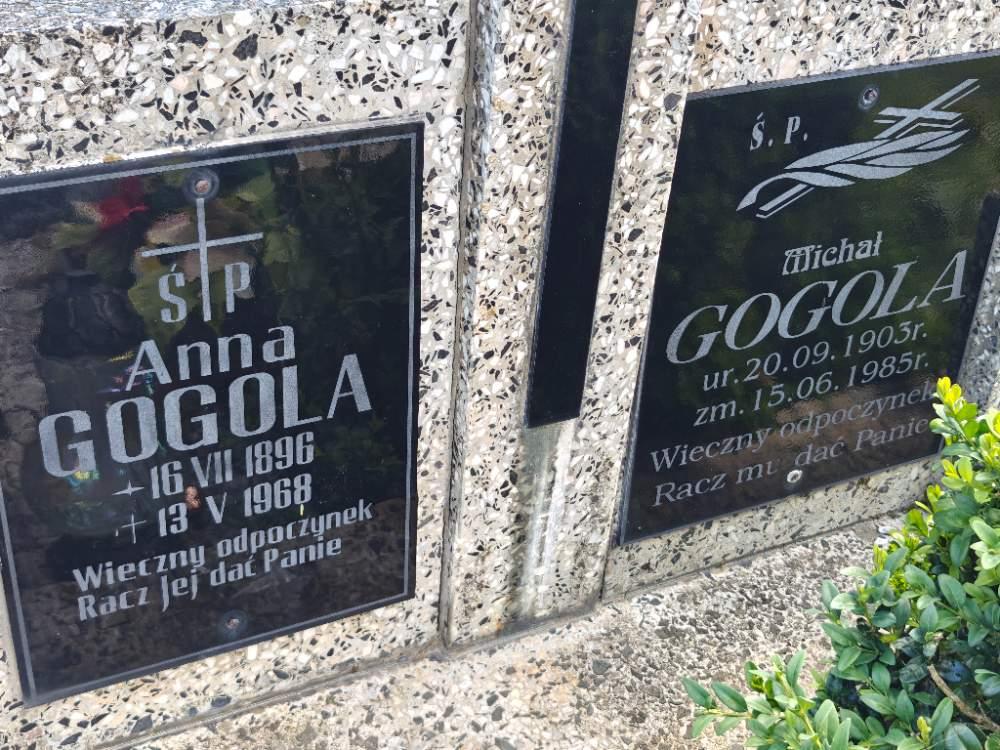 Ś P
Anna
GOGOLA
16 VII 1896
13 V 1968
Wieczny odpoczynek
Racz Jej dać Panie
Ś. P.
Michał
GOGOLA
ur. 20.09.1903r.
zm. 15.06.1985r.
Wieczny odpoczynek
Racz mu dać Panie